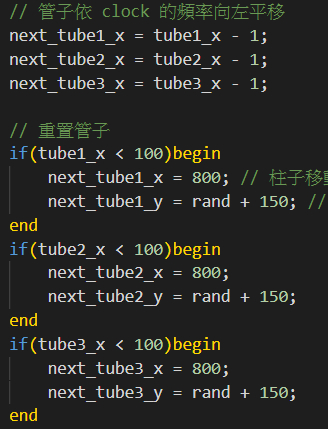 // 管子依 clock 的頻率向左平移
next_tube1_x = tube1_x - 1;
next_tube2_x = tube2_x - 1;
next_tube3_x = tube3_x - 1;
// 重置管子
if(tube1_x < 100)begin
next_tube1_x = 800; // 柱子移
next_tube1_y = rand + 150; //
end
if(tube2_x < 100)begin
next_tube2_x = 800;
next_tube2_y = rand + 150;
end
if(tube3_x < 100)begin
next_tube3_x = 800;
next_tube3_y = rand + 150;
end